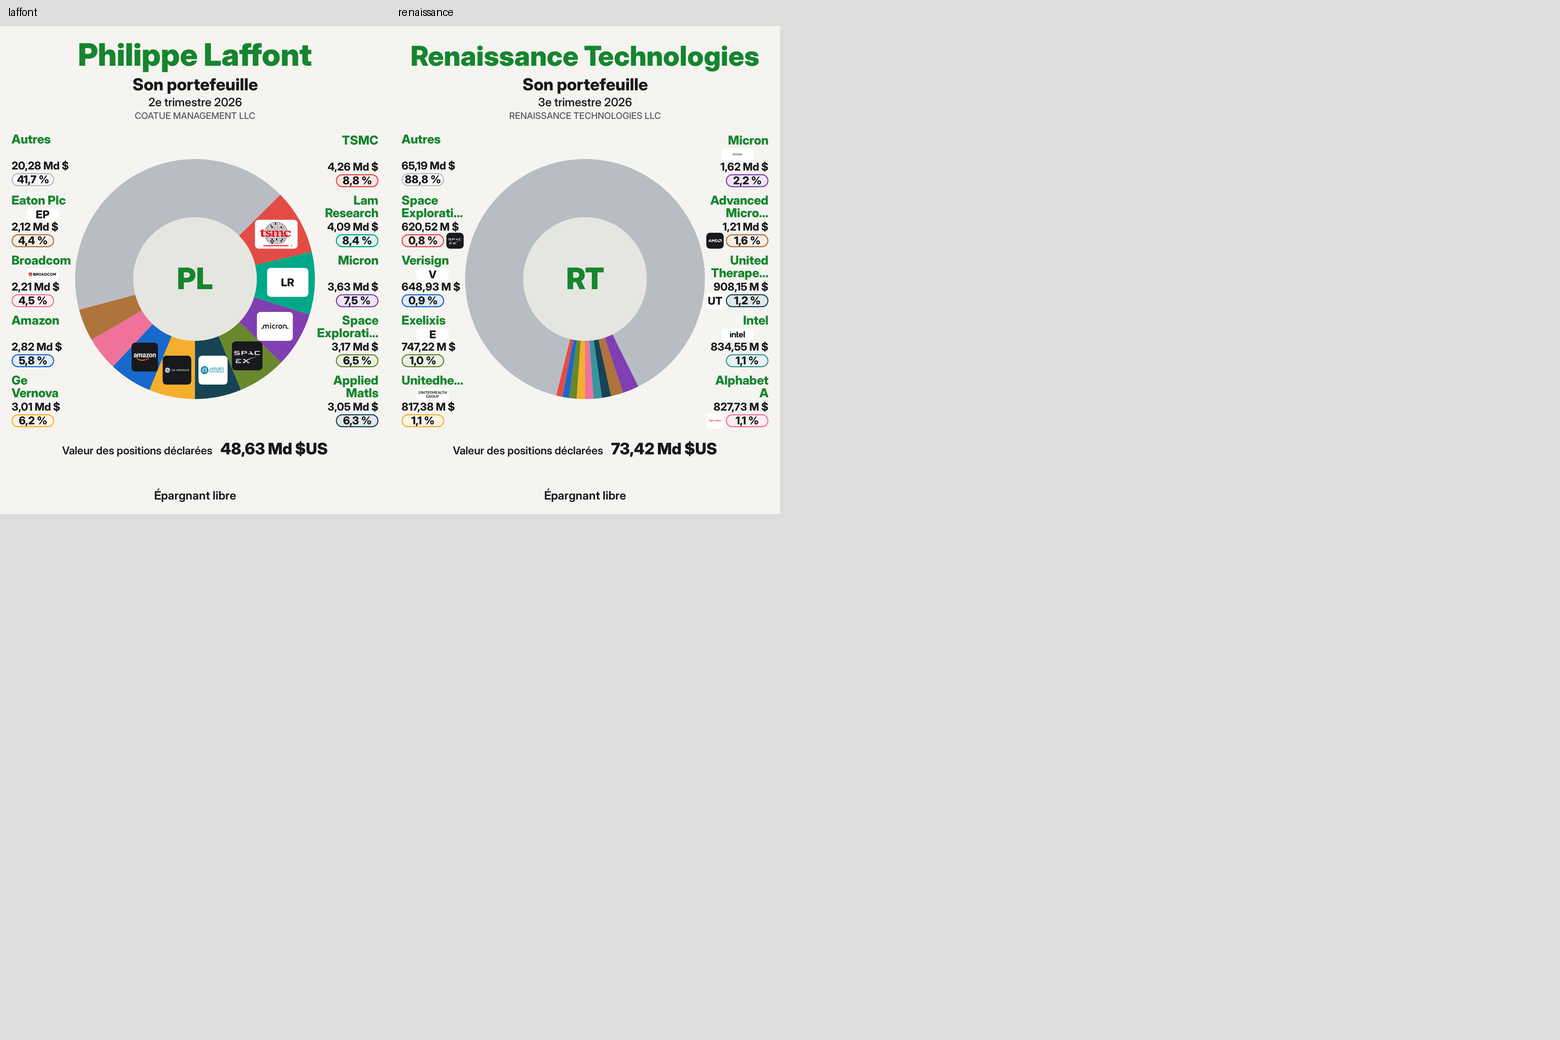 laffont
Philippe Laffont
Son portefeuille
2e trimestre 2026
COATUE MANAGEMENT LLC
Autres
20,28 Md $
41,7 %
Eaton Plc
EP
2,12 Md $
4,4 %
Broadcom
BROADCOM
2,21 Md $
4,5 %
Amazon
2,82 Md $
5,8 %
Ge
Vernova
3,01 Md $
6,2 %
TSMC
4,26 Md $
8,8 %
Lam
Research
4,09 Md $
8,4 %
Micron
3,63 Md $
7,5 %
Space
Explorati...
3,17 Md $
6,5 %
Applied
Matls
3,05 Md $
6,3 %
tsmc
LR
micron
SPACEX
APPLIED MATERIALS
GE VERNOVA
amazon
PL
Valeur des positions déclarées 48,63 Md $US
Épargnant libre
renaissance
Renaissance Technologies
Son portefeuille
3e trimestre 2026
RENAISSANCE TECHNOLOGIES LLC
Autres
65,19 Md $
88,8 %
Space
Explorati...
620,52 M $
0,8 %
SPACEX
Verisign
V
648,93 M $
0,9 %
Exelixis
E
747,22 M $
1,0 %
Unitedhe...
UNITEDHEALTH GROUP
817,38 M $
1,1 %
Micron
1,62 Md $
2,2 %
Advanced
Micro...
1,21 Md $
1,6 %
United
Therape...
908,15 M $
UT 1,2 %
Intel
intel
834,55 M $
1,1 %
Alphabet
A
827,73 M $
1,1 %
RT
Valeur des positions déclarées 73,42 Md $US
Épargnant libre